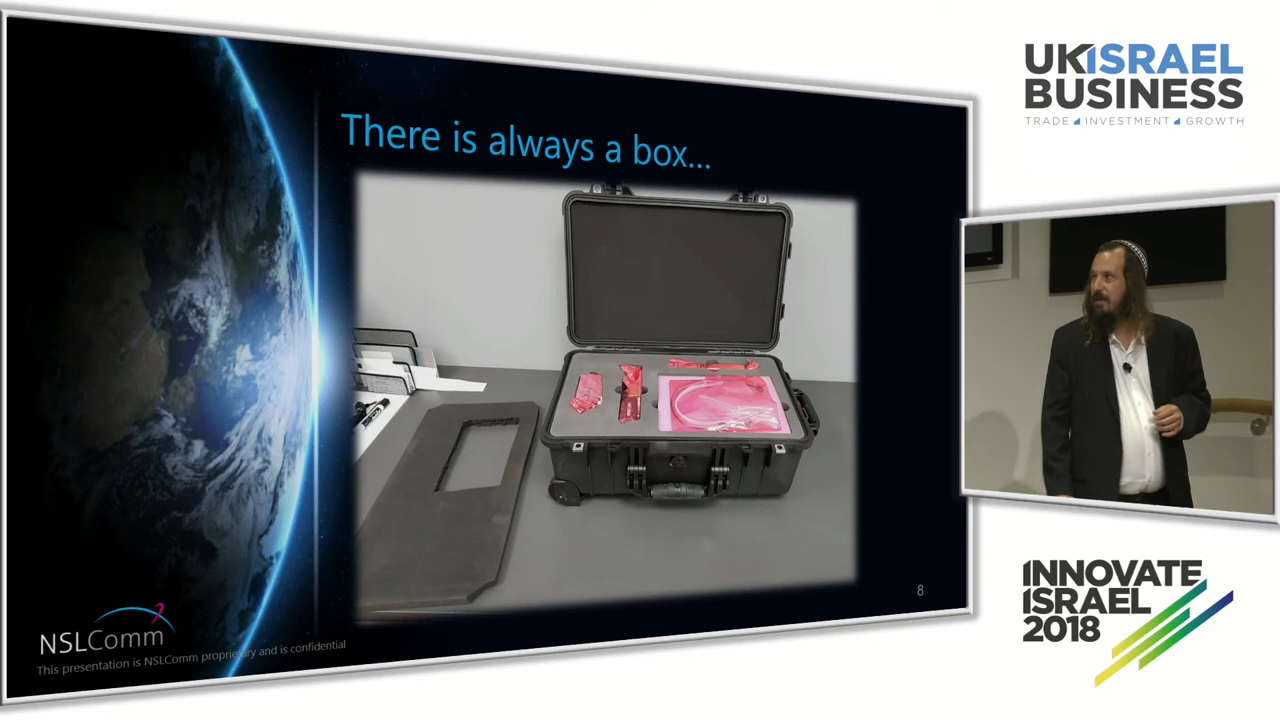 There is always a box...
8
NSLComm
This presentation is NSLComm proprietary and is confidential
UKISRAEL
BUSINESS
TRADE INVESTMENT GROWTH
INNOVATE
ISRAEL
2018